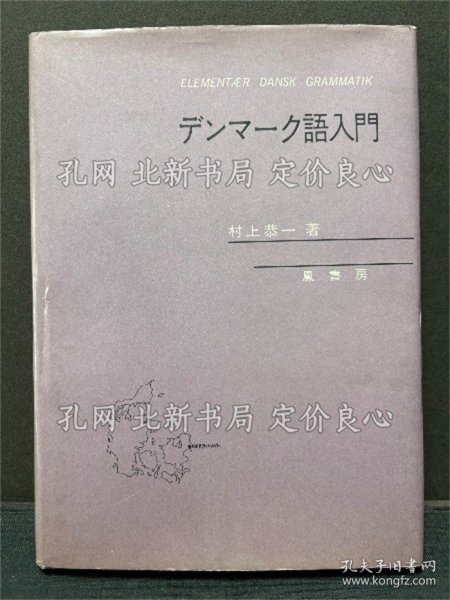 ELEMENTÆR DANSK GRAMMATIK
デンマーク語入門
孔网 北新书局 定价良心
村上恭一 著
鳳書房
孔网 北新书局 定价良心
孔夫子旧书网
www.kongfz.com